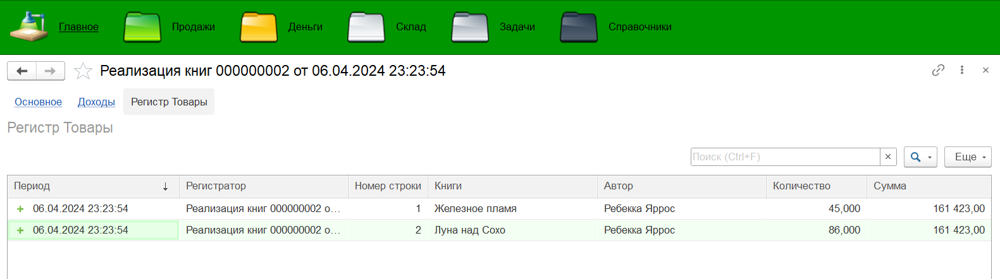 Главное Продажи Деньги Склад Задачи Справочники
Реализация книг 000000002 от 06.04.2024 23:23:54
Основное Доходы Регистр Товары
Регистр Товары
Поиск (Ctrl+F) × Еще
Период ↓ Регистратор Номер строки Книги Автор Количество Сумма
06.04.2024 23:23:54 Реализация книг 000000002 о... 1 Железное пламя Ребекка Яррос 45,000 161 423,00
06.04.2024 23:23:54 Реализация книг 000000002 о... 2 Луна над Сохо Ребекка Яррос 86,000 161 423,00